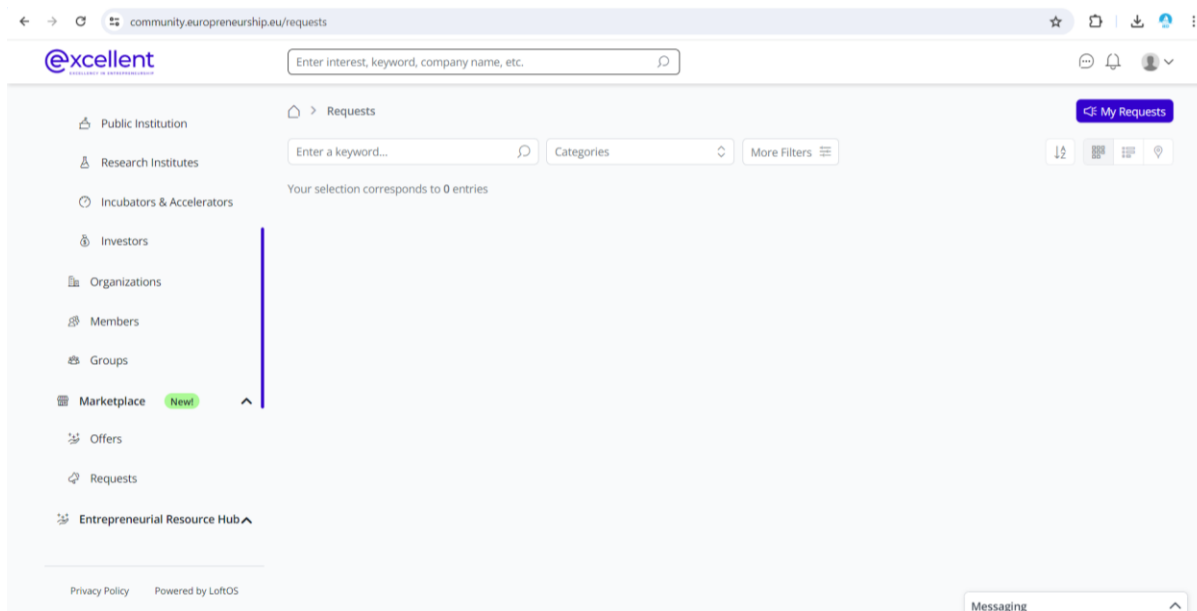 community.europreneurship.eu/requests
excellent
EXCELLENCY IN ENTREPRENEURSHIP
Enter interest, keyword, company name, etc.
Public Institution
Research Institutes
Incubators & Accelerators
Investors
Organizations
Members
Groups
Marketplace New!
Offers
Requests
Entrepreneurial Resource Hub
Privacy Policy Powered by LoftOS
Requests
My Requests
Enter a keyword... Categories More Filters
Your selection corresponds to 0 entries
Messaging